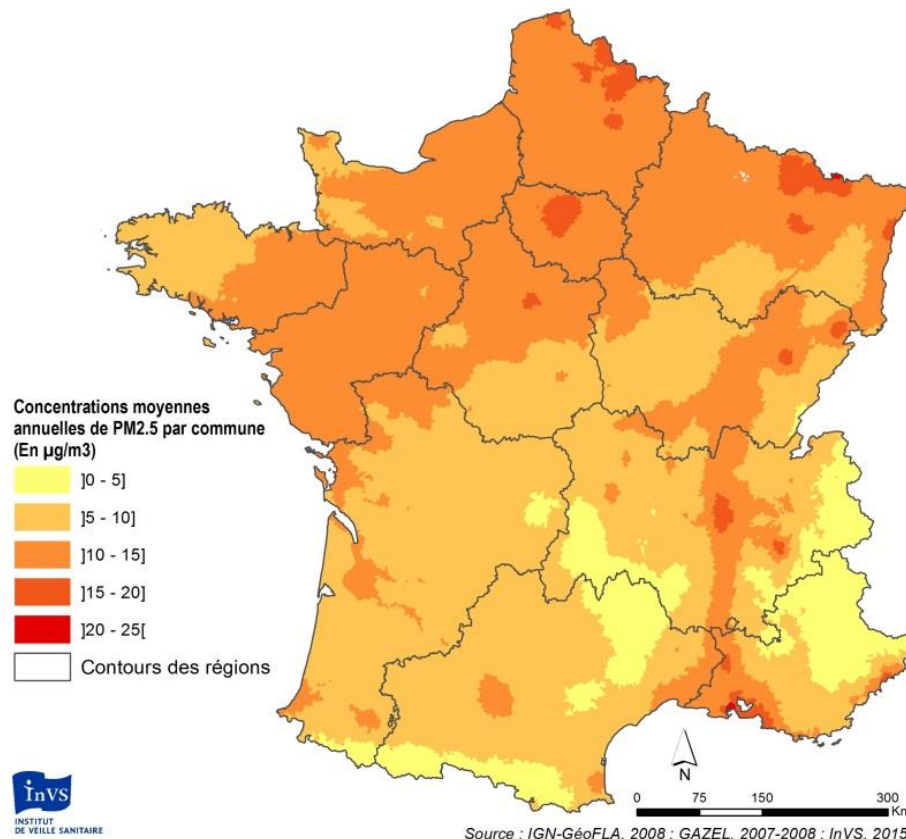 Concentrations moyennes
annuelles de PM2.5 par commune
(En µg/m3)
]0 - 5]
]5 - 10]
]10 - 15]
]15 - 20]
]20 - 25[
Contours des régions
InVS
INSTITUT
DE VEILLE SANITAIRE
N
0 75 150 300
Km
Source : IGN-GéoFLA, 2008 ; GAZEL, 2007-2008 ; InVS, 2015